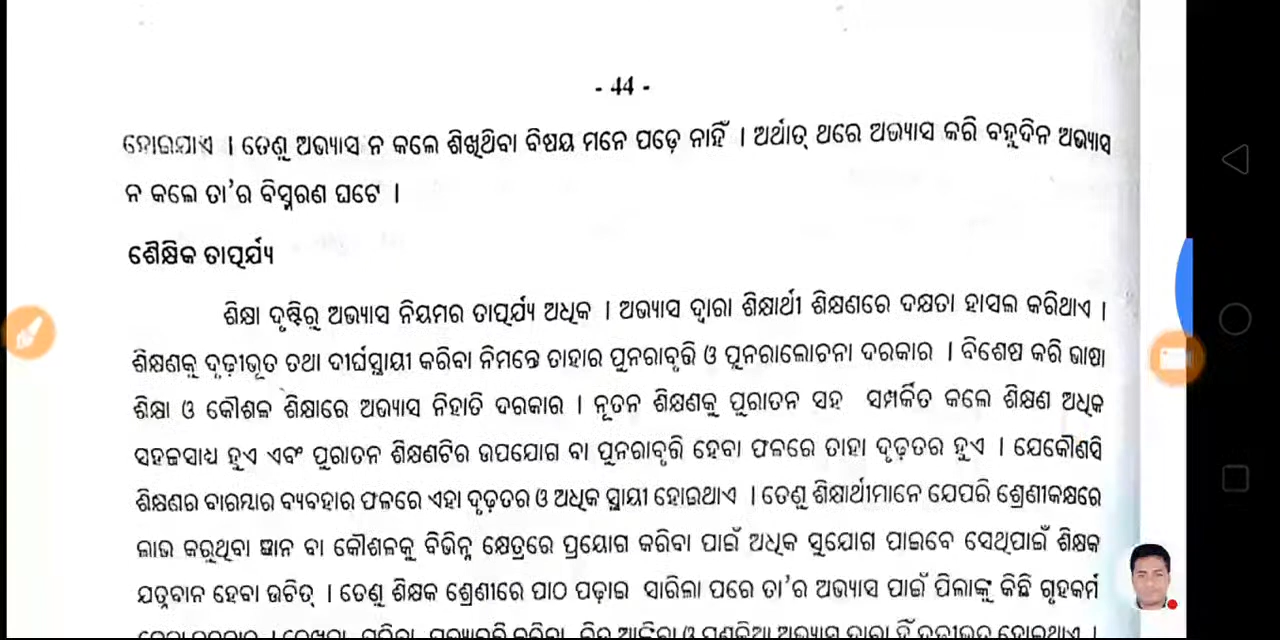 - 44 -
ହୋଇଯାଏ । ତେଣୁ ଅଭ୍ୟାସ ନ କଲେ ଶିଖିଥିବା ବିଷୟ ମନେ ପଡ଼େ ନାହିଁ । ଅର୍ଥାତ୍ ଥରେ ଅଭ୍ୟାସ କରି ବହୁଦିନ ଅଭ୍ୟାସ
ନ କଲେ ତା’ର ବିସ୍ମରଣ ଘଟେ ।
ଶୈକ୍ଷିକ ତାତ୍ପର୍ଯ୍ୟ
ଶିକ୍ଷା ଦୃଷ୍ଟିରୁ ଅଭ୍ୟାସ ନିୟମର ତାତ୍ପର୍ଯ୍ୟ ଅଧିକ । ଅଭ୍ୟାସ ଦ୍ୱାରା ଶିକ୍ଷାର୍ଥୀ ଶିକ୍ଷଣରେ ଦକ୍ଷତା ହାସଲ କରିଥାଏ ।
ଶିକ୍ଷଣକୁ ଦୃଢ଼ୀଭୂତ ତଥା ଦୀର୍ଘସ୍ଥାୟୀ କରିବା ନିମନ୍ତେ ତାହାର ପୁନରାବୃତ୍ତି ଓ ପୁନରାଲୋଚନା ଦରକାର । ବିଶେଷ କରି ଭାଷା
ଶିକ୍ଷା ଓ କୌଶଳ ଶିକ୍ଷାରେ ଅଭ୍ୟାସ ନିହାତି ଦରକାର । ନୂତନ ଶିକ୍ଷଣକୁ ପୁରାତନ ସହ ସମ୍ପର୍କିତ କଲେ ଶିକ୍ଷଣ ଅଧିକ
ସହଜସାଧ୍ୟ ହୁଏ ଏବଂ ପୁରାତନ ଶିକ୍ଷଣଟିର ଉପଯୋଗ ବା ପୁନରାବୃତ୍ତି ହେବା ଫଳରେ ତାହା ଦୃଢ଼ତର ହୁଏ । ଯେକୌଣସି
ଶିକ୍ଷଣର ବାରମ୍ବାର ବ୍ୟବହାର ଫଳରେ ଏହା ଦୃଢ଼ତର ଓ ଅଧିକ ସ୍ଥାୟୀ ହୋଇଥାଏ । ତେଣୁ ଶିକ୍ଷାର୍ଥୀମାନେ ଯେପରି ଶ୍ରେଣୀକକ୍ଷରେ
ଲାଭ କରୁଥିବା ଜ୍ଞାନ ବା କୌଶଳକୁ ବିଭିନ୍ନ କ୍ଷେତ୍ରରେ ପ୍ରୟୋଗ କରିବା ପାଇଁ ଅଧିକ ସୁଯୋଗ ପାଇବେ ସେଥିପାଇଁ ଶିକ୍ଷକ
ଯତ୍ନବାନ ହେବା ଉଚିତ୍ । ତେଣୁ ଶିକ୍ଷକ ଶ୍ରେଣୀରେ ପାଠ ପଢ଼ାଇ ସାରିଲା ପରେ ତା’ର ଅଭ୍ୟାସ ପାଇଁ ପିଲାଙ୍କୁ କିଛି ଗୃହକର୍ମ